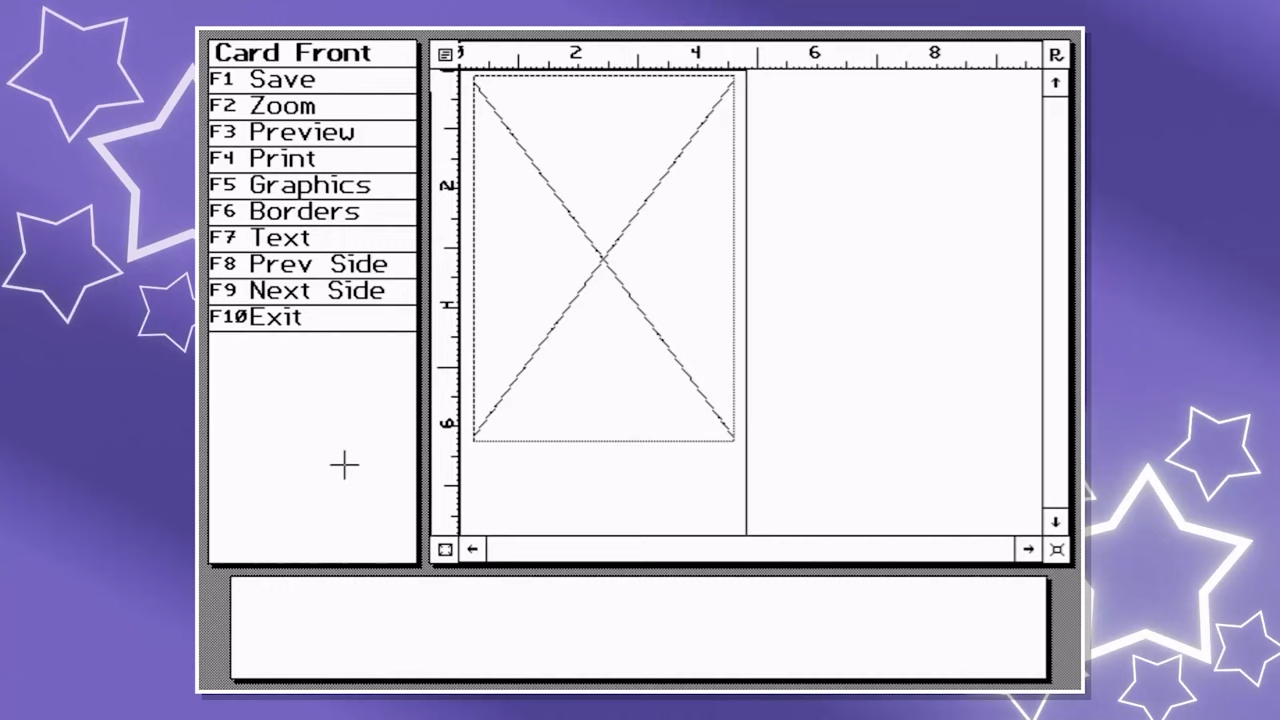 Card Front
F1 Save
F2 Zoom
F3 Preview
F4 Print
F5 Graphics
F6 Borders
F7 Text
F8 Prev Side
F9 Next Side
F10 Exit
2 4 6 8
R
2
H
6